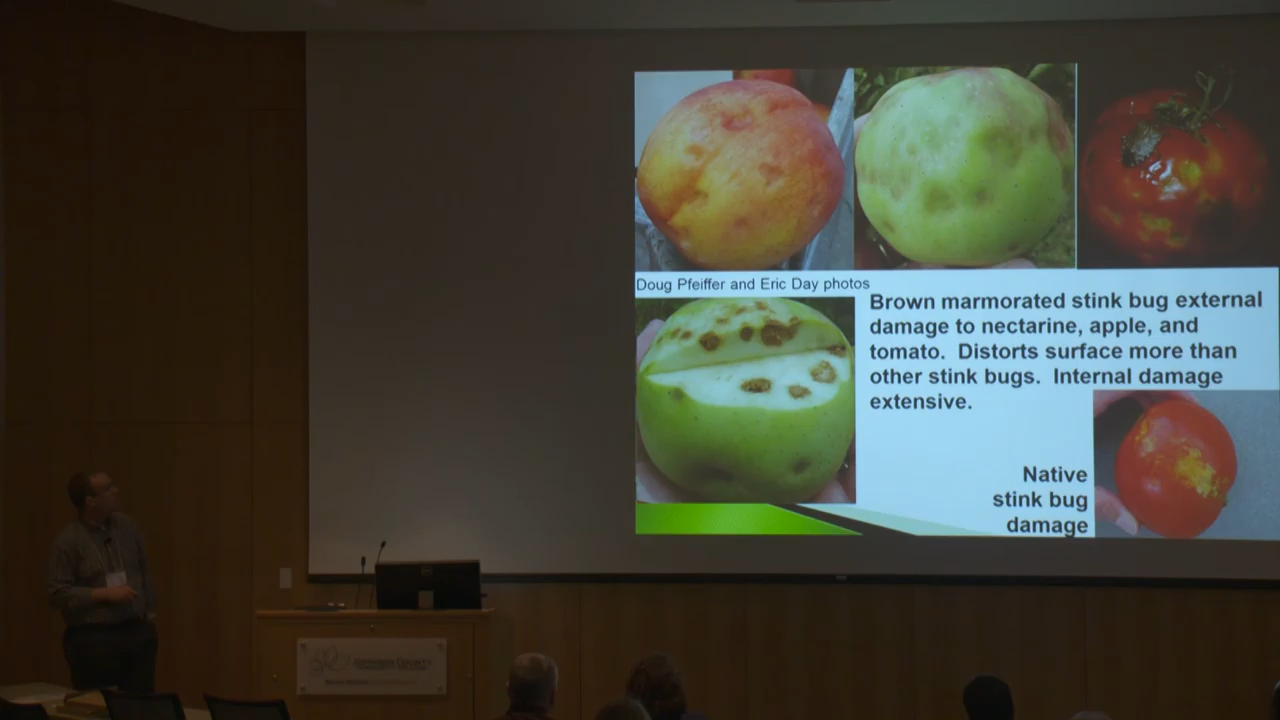 Doug Pfeiffer and Eric Day photos
Brown marmorated stink bug external
damage to nectarine, apple, and
tomato.  Distorts surface more than
other stink bugs.  Internal damage
extensive.
Native
stink bug
damage